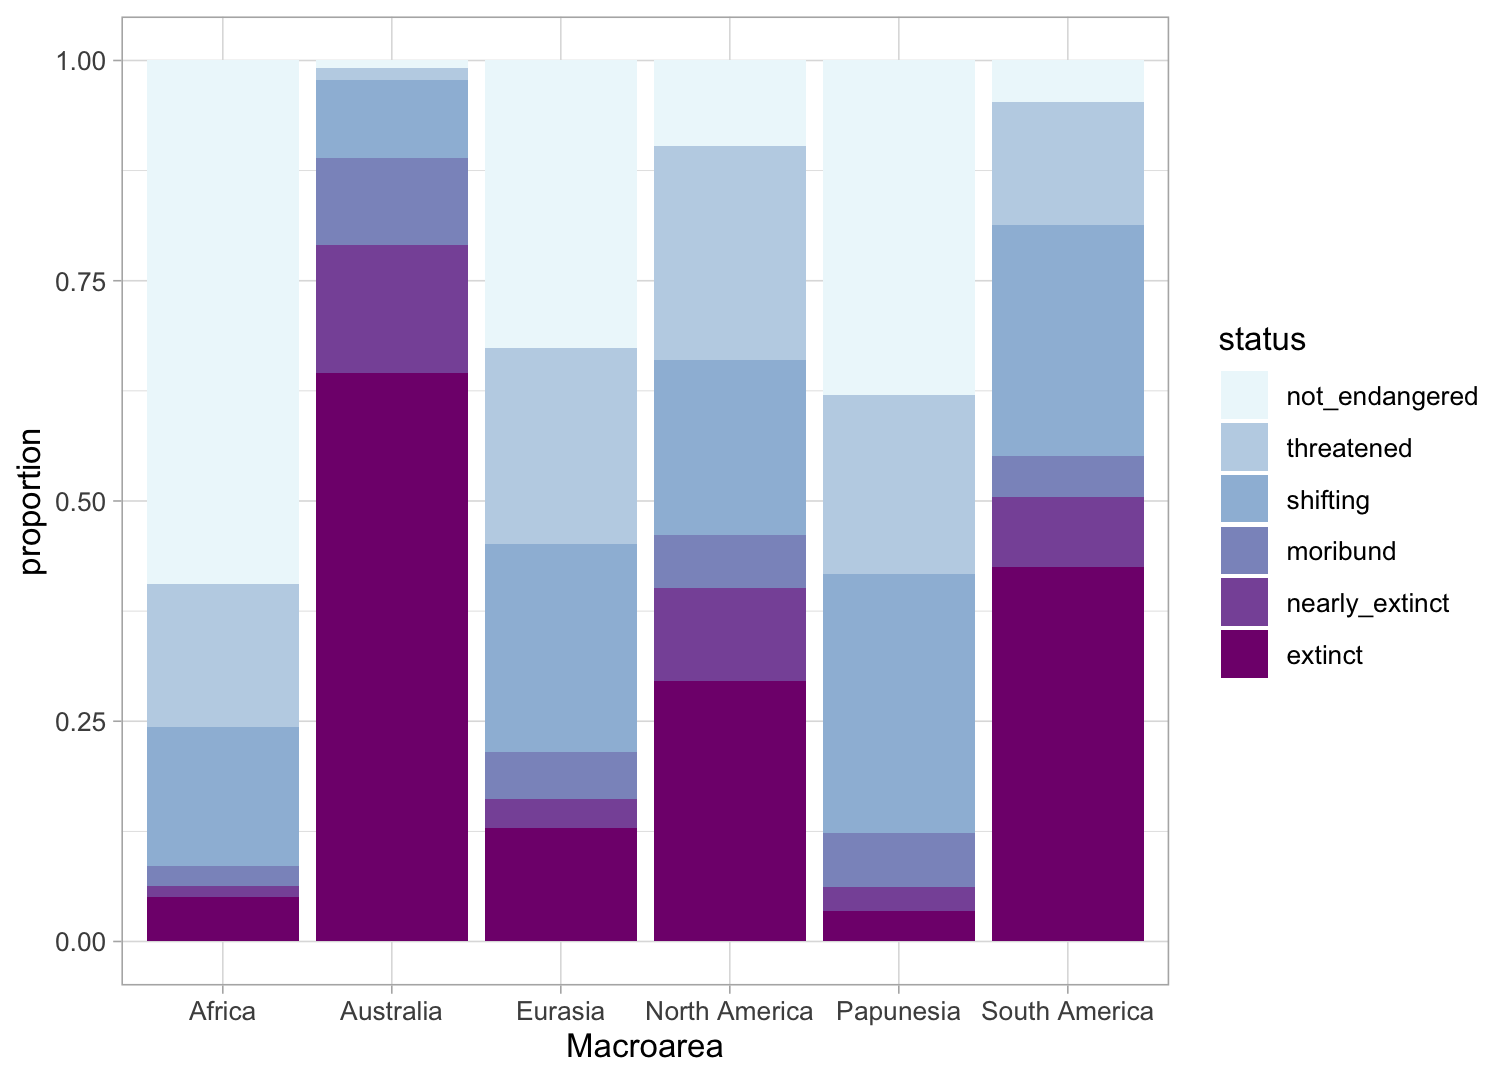 1.00
0.75
0.50
0.25
0.00
proportion
Africa Australia Eurasia North America Papunesia South America
Macroarea
status
not_endangered
threatened
shifting
moribund
nearly_extinct
extinct